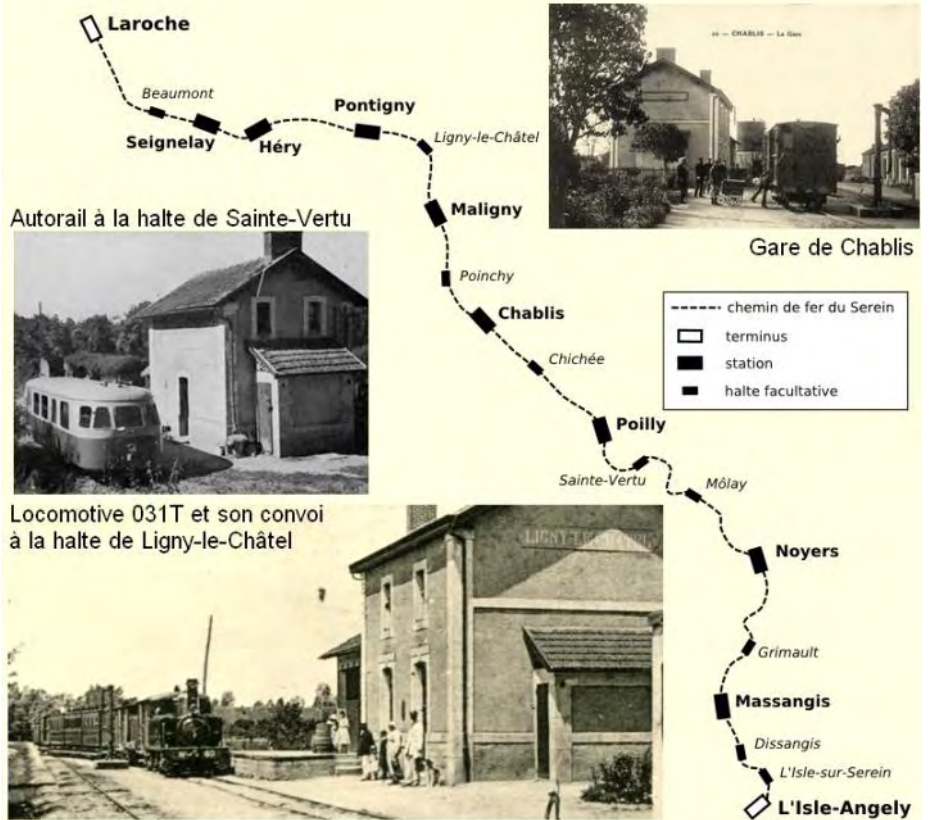 Laroche
Beaumont
Seignelay
Héry
Pontigny
Ligny-le-Châtel
Maligny
Poinchy
Chablis
Chichée
Poilly
Sainte-Vertu
Môlay
Noyers
Grimault
Massangis
Dissangis
L'Isle-sur-Serein
L'Isle-Angely
CHABLIS — La Gare
Gare de Chablis
chemin de fer du Serein
terminus
station
halte facultative
Autorail à la halte de Sainte-Vertu
Locomotive 031T et son convoi
à la halte de Ligny-le-Châtel